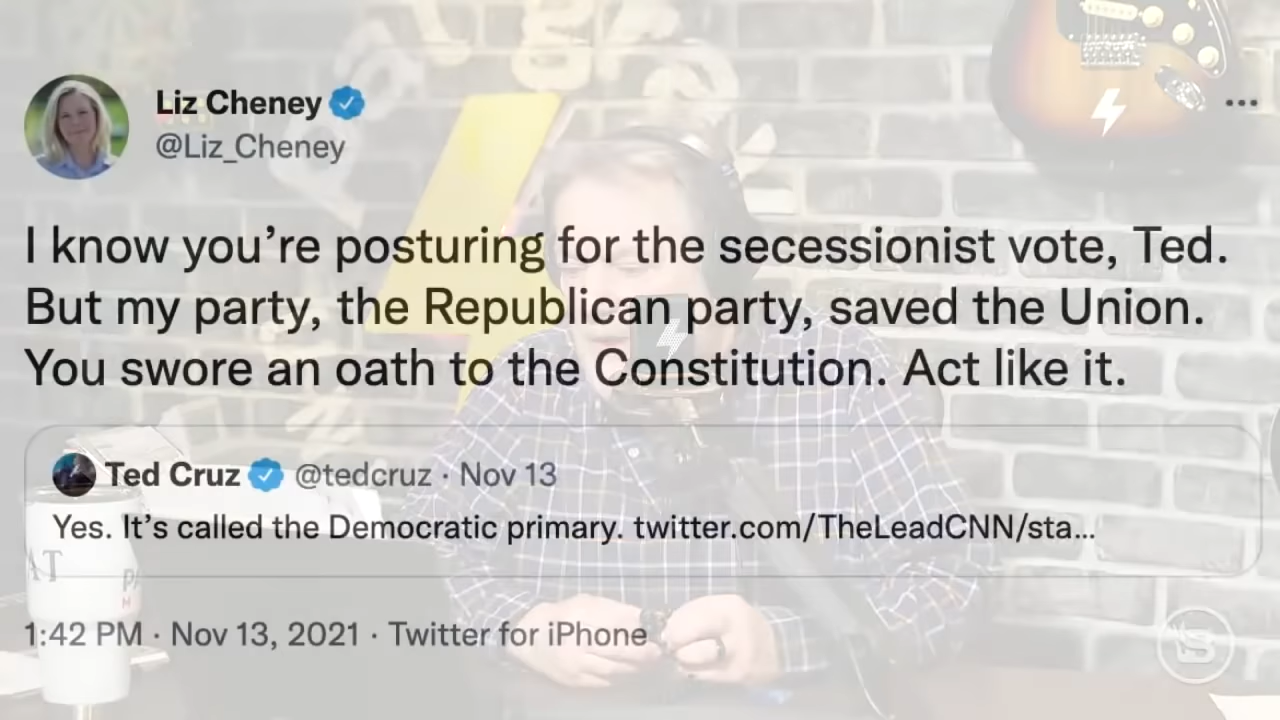 Liz Cheney
@Liz_Cheney
I know you’re posturing for the secessionist vote, Ted.
But my party, the Republican party, saved the Union.
You swore an oath to the Constitution. Act like it.
Ted Cruz @tedcruz · Nov 13
Yes. It’s called the Democratic primary. twitter.com/TheLeadCNN/sta...
1:42 PM · Nov 13, 2021 · Twitter for iPhone